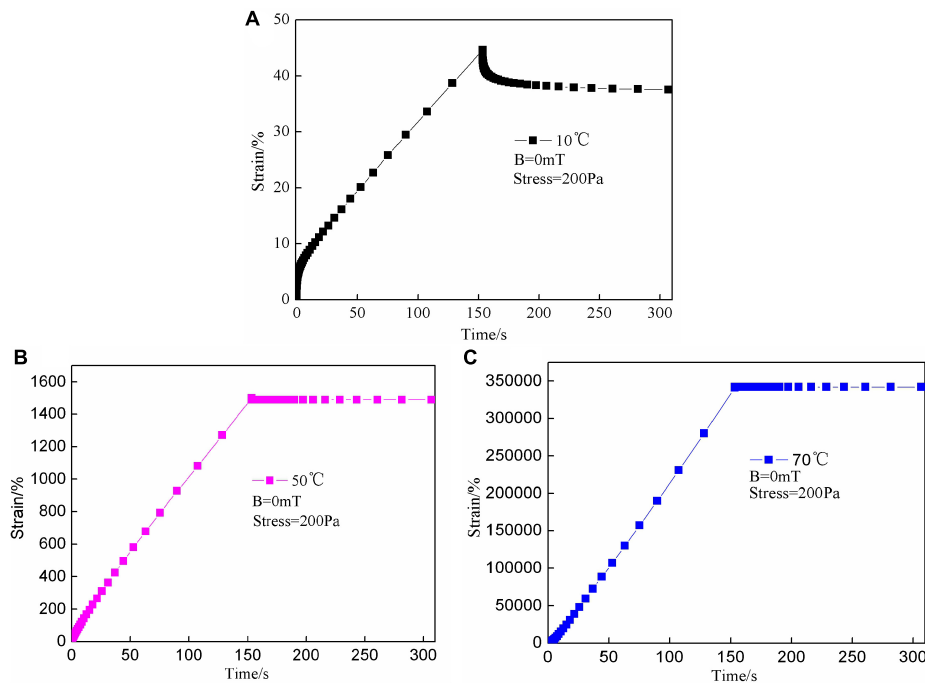 A
50
40
30
20
10
0
Strain/%
10℃
B=0mT
Stress=200Pa
0 50 100 150 200 250 300
Time/s
B
1600
1400
1200
1000
800
600
400
200
0
Strain/%
50℃
B=0mT
Stress=200Pa
0 50 100 150 200 250 300
Time/s
C
350000
300000
250000
200000
150000
100000
50000
0
Strain/%
70℃
B=0mT
Stress=200Pa
0 50 100 150 200 250 300
Time/s